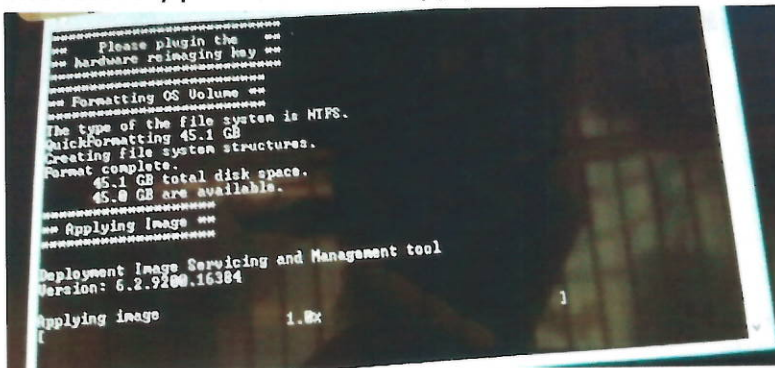 ****************************
**     Please plugin the     **
** hardware reimaging key **
****************************
**************************
** Formatting OS Volume **
**************************
The type of the file system is NTFS.
QuickFormatting 45.1 GB
Creating file system structures.
Format complete.
45.1 GB total disk space.
45.0 GB are available.
********************
** Applying Image **
********************
Deployment Image Servicing and Management tool
Version: 6.2.9200.16384
Applying image 1.0%
[ ]